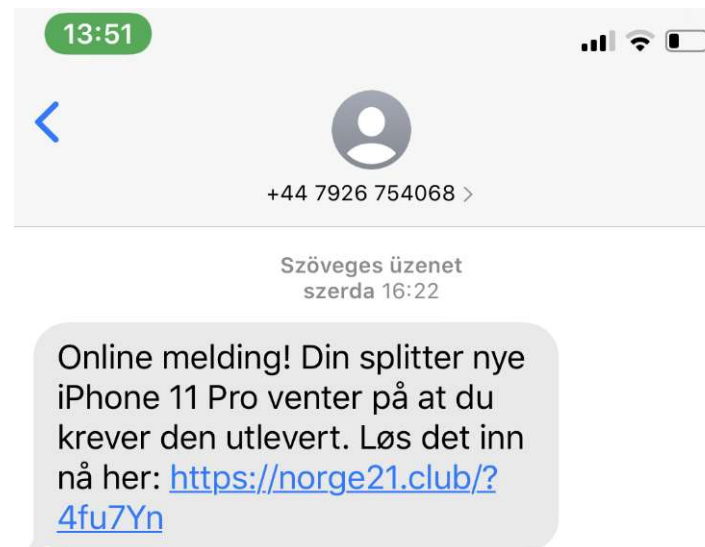 13:51
+44 7926 754068 >
Szöveges üzenet
szerda 16:22
Online melding! Din splitter nye
iPhone 11 Pro venter på at du
krever den utlevert. Løs det inn
nå her: https://norge21.club/?
4fu7Yn